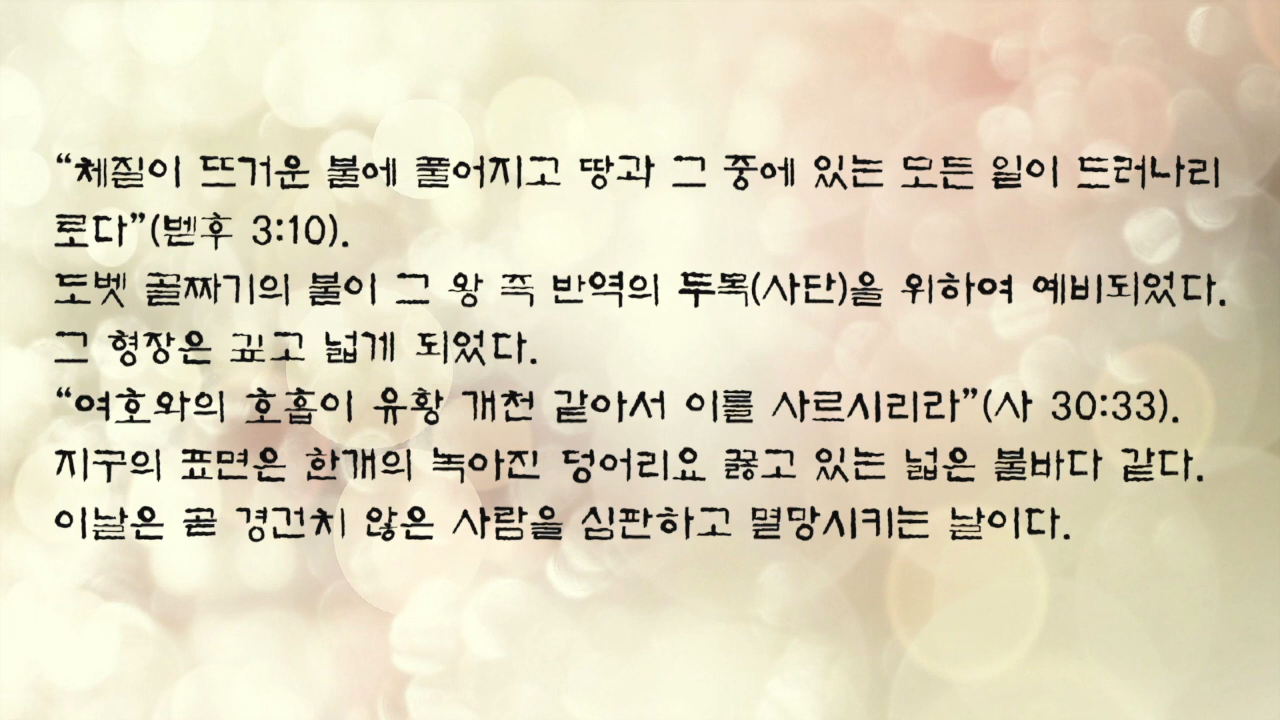 “체질이 뜨거운 불에 풀어지고 땅과 그 중에 있는 모든 일이 드러나리
로다”(벧후 3:10).
도벳 골짜기의 불이 그 왕 즉 반역의 두목(사단)을 위하여 예비되었다.
그 형장은 깊고 넓게 되었다.
“여호와의 호흡이 유황 개천 같아서 이를 사르시리라”(사 30:33).
지구의 표면은 한개의 녹아진 덩어리요 끓고 있는 넓은 불바다 같다.
이날은 곧 경건치 않은 사람을 심판하고 멸망시키는 날이다.